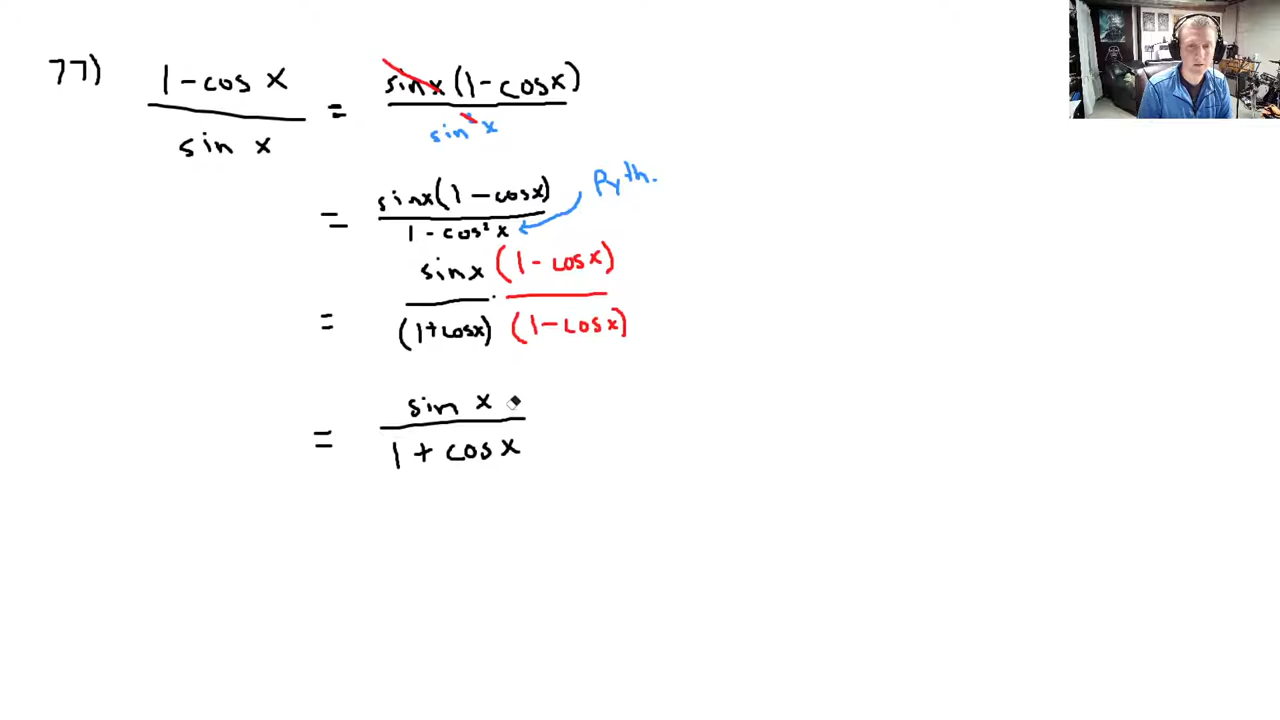 77) 1 - cos x / sin x = sin x (1 - cos x) / sin² x
= sin x (1 - cos x) / 1 - cos² x Pyth.
= sin x / (1 + cos x) · (1 - cos x) / (1 - cos x)
= sin x / 1 + cos x